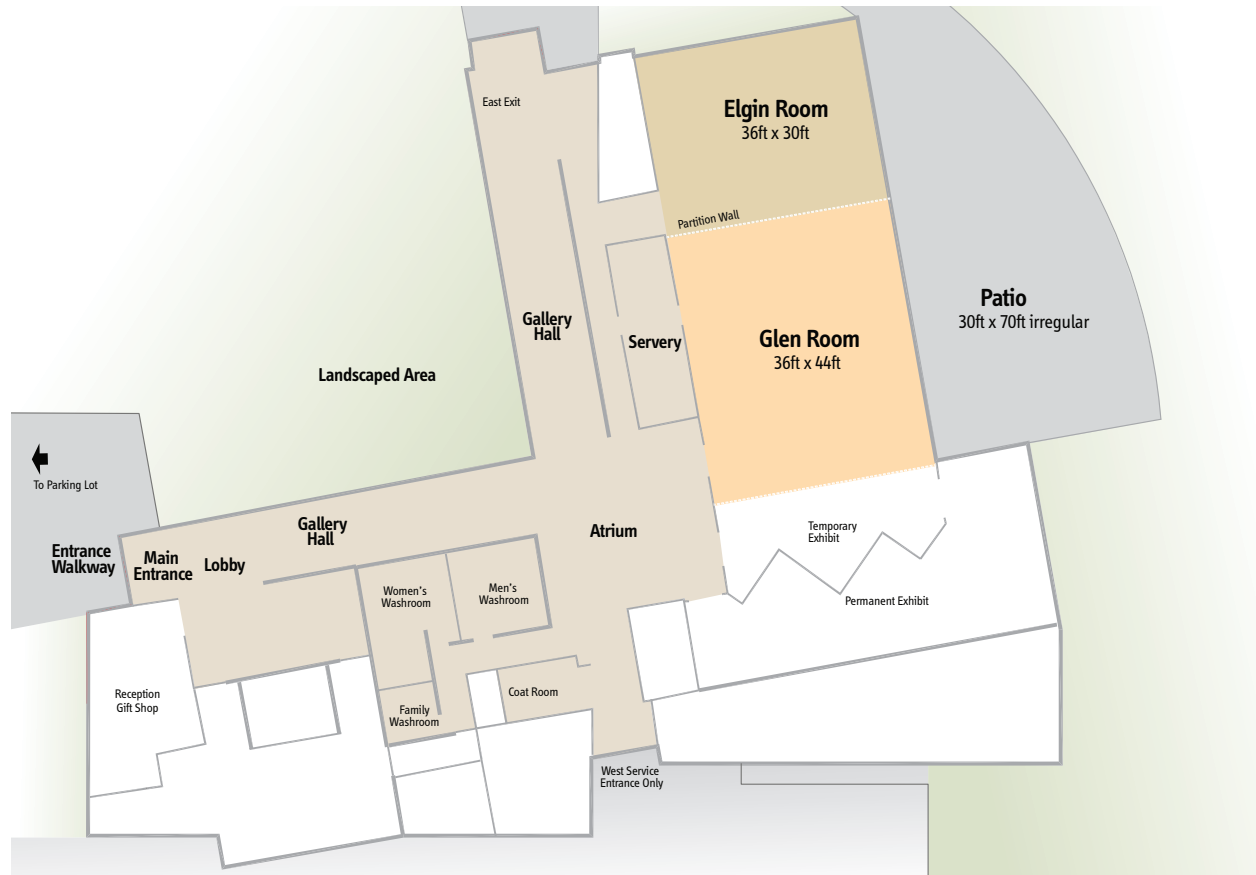 East Exit
Elgin Room
36ft x 30ft
Partition Wall
Patio
30ft x 70ft irregular
Gallery
Hall
Servery
Glen Room
36ft x 44ft
Landscaped Area
To Parking Lot
Entrance
Walkway
Main
Entrance
Lobby
Gallery
Hall
Atrium
Temporary
Exhibit
Permanent Exhibit
Women's
Washroom
Men's
Washroom
Reception
Gift Shop
Family
Washroom
Coat Room
West Service
Entrance Only